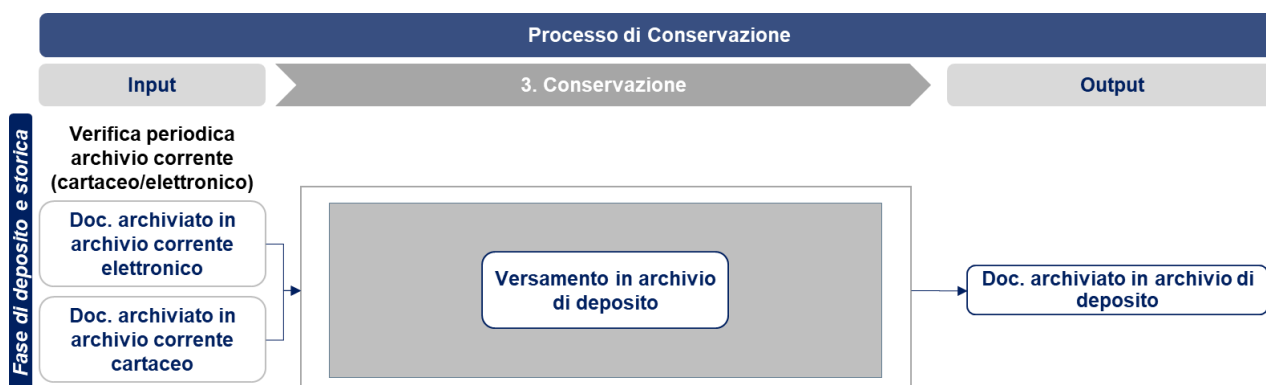 Processo di Conservazione
Input
3. Conservazione
Output
Fase di deposito e storica
Verifica periodica
archivio corrente
(cartaceo/elettronico)
Doc. archiviato in
archivio corrente
elettronico
Doc. archiviato in
archivio corrente
cartaceo
Versamento in archivio
di deposito
Doc. archiviato in archivio di
deposito